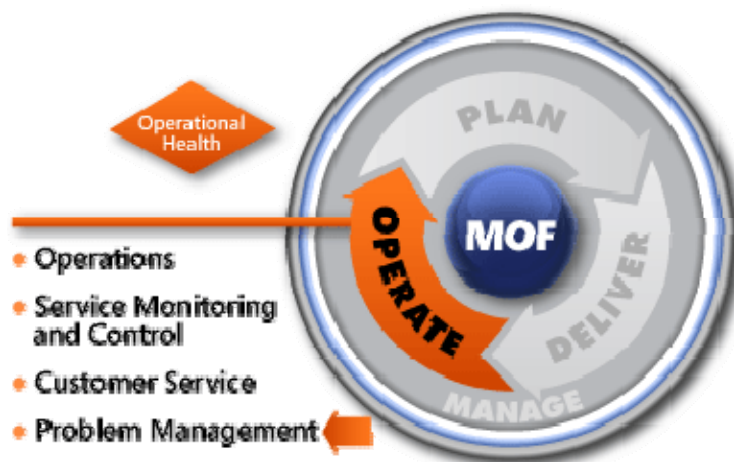 Operational
Health
PLAN
MOF
OPERATE
DELIVER
MANAGE
Operations
Service Monitoring
and Control
Customer Service
Problem Management